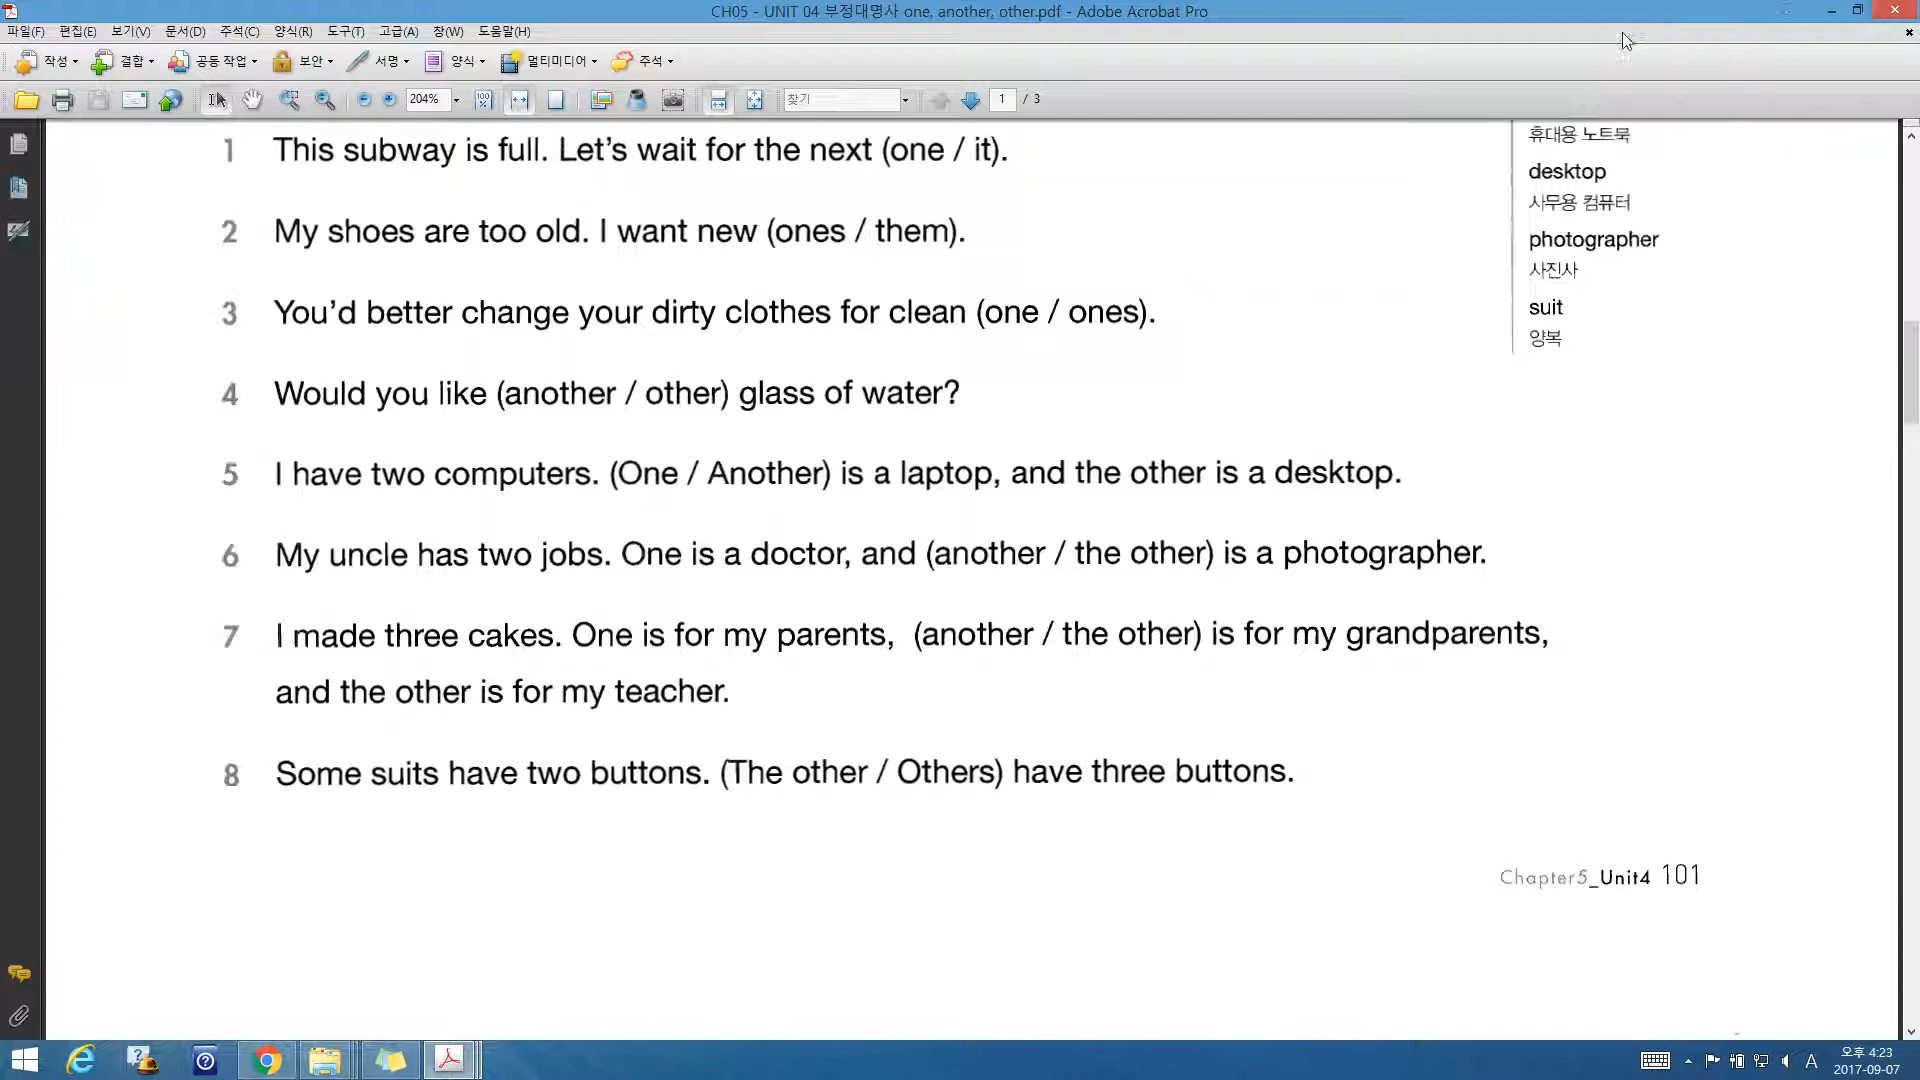 CH05 - UNIT 04 부정대명사 one, another, other.pdf - Adobe Acrobat Pro
파일(F) 편집(E) 보기(V) 문서(D) 주석(C) 양식(R) 도구(T) 고급(A) 창(W) 도움말(H)
작성 결합 공동 작업 보안 서명 양식 멀티미디어 주석
204% 찾기 1 / 3
1 This subway is full. Let's wait for the next (one / it).
2 My shoes are too old. I want new (ones / them).
3 You'd better change your dirty clothes for clean (one / ones).
4 Would you like (another / other) glass of water?
5 I have two computers. (One / Another) is a laptop, and the other is a desktop.
6 My uncle has two jobs. One is a doctor, and (another / the other) is a photographer.
7 I made three cakes. One is for my parents, (another / the other) is for my grandparents,
and the other is for my teacher.
8 Some suits have two buttons. (The other / Others) have three buttons.
휴대용 노트북
desktop
사무용 컴퓨터
photographer
사진사
suit
양복
Chapter5_Unit4 101
A
오후 4:23
2017-09-07